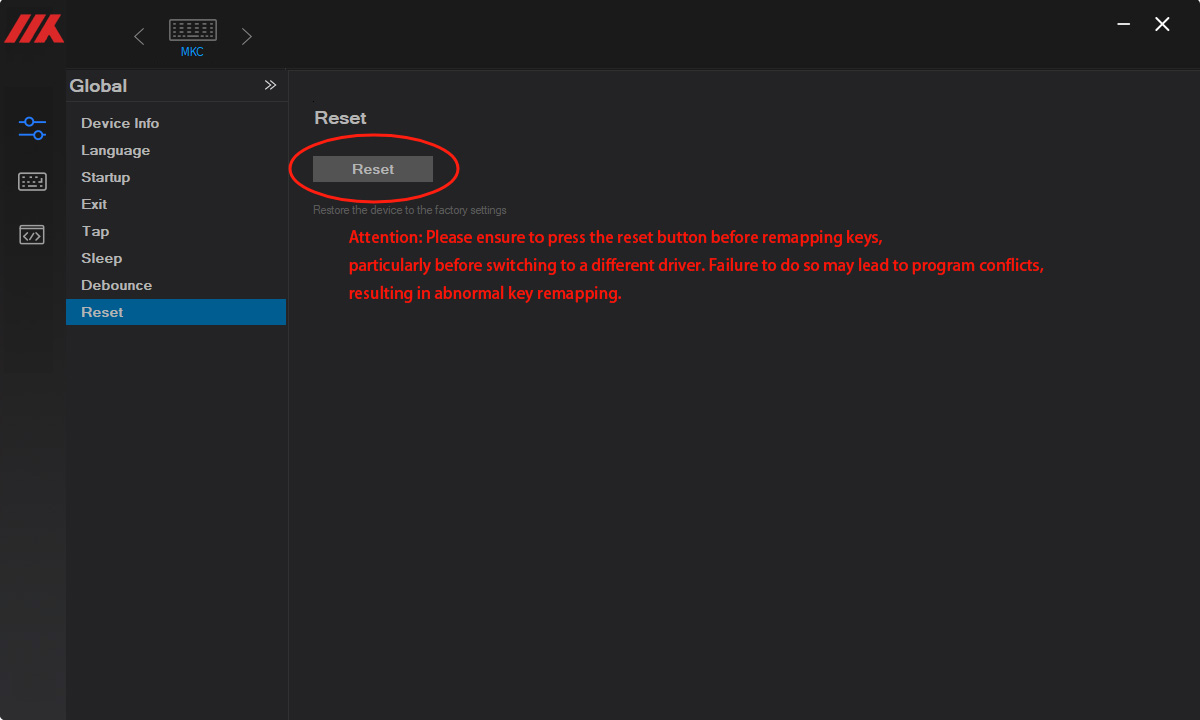 MKC
Global
Device Info
Language
Startup
Exit
Tap
Sleep
Debounce
Reset
Reset
Reset
Restore the device to the factory settings
Attention: Please ensure to press the reset button before remapping keys,
particularly before switching to a different driver. Failure to do so may lead to program conflicts,
resulting in abnormal key remapping.